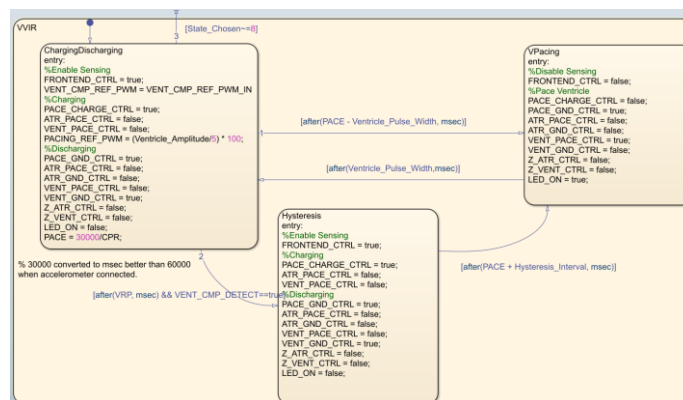 VVIR
[State_Chosen~=8]
3
ChargingDischarging
entry:
%Enable Sensing
FRONTEND_CTRL = true;
VENT_CMP_REF_PWM = VENT_CMP_REF_PWM_IN
%Charging
PACE_CHARGE_CTRL = true;
ATR_PACE_CTRL = false;
VENT_PACE_CTRL = false;
PACING_REF_PWM = (Ventricle_Amplitude/5) * 100;
%Discharging
PACE_GND_CTRL = true;
ATR_PACE_CTRL = false;
ATR_GND_CTRL = false;
VENT_PACE_CTRL = false;
VENT_GND_CTRL = true;
Z_ATR_CTRL = false;
Z_VENT_CTRL = false;
LED_ON = false;
PACE = 30000/CPR;
1
[after(PACE - Ventricle_Pulse_Width, msec)]
[after(Ventricle_Pulse_Width,msec)]
VPacing
entry:
%Disable Sensing
FRONTEND_CTRL = false;
%Pace Ventricle
PACE_CHARGE_CTRL = false;
PACE_GND_CTRL = true;
ATR_PACE_CTRL = false;
ATR_GND_CTRL = false;
VENT_PACE_CTRL = true;
VENT_GND_CTRL = false;
Z_ATR_CTRL = false;
Z_VENT_CTRL = false;
LED_ON = true;
2
% 30000 converted to msec better than 60000
when accelerometer connected.
[after(VRP, msec) && VENT_CMP_DETECT==true]
Hysteresis
entry:
%Enable Sensing
FRONTEND_CTRL = true;
%Charging
PACE_CHARGE_CTRL = true;
ATR_PACE_CTRL = false;
VENT_PACE_CTRL = false;
%Discharging
PACE_GND_CTRL = true;
ATR_PACE_CTRL = false;
ATR_GND_CTRL = false;
VENT_PACE_CTRL = false;
VENT_GND_CTRL = true;
Z_ATR_CTRL = false;
Z_VENT_CTRL = false;
LED_ON = false;
[after(PACE + Hysteresis_Interval, msec)]